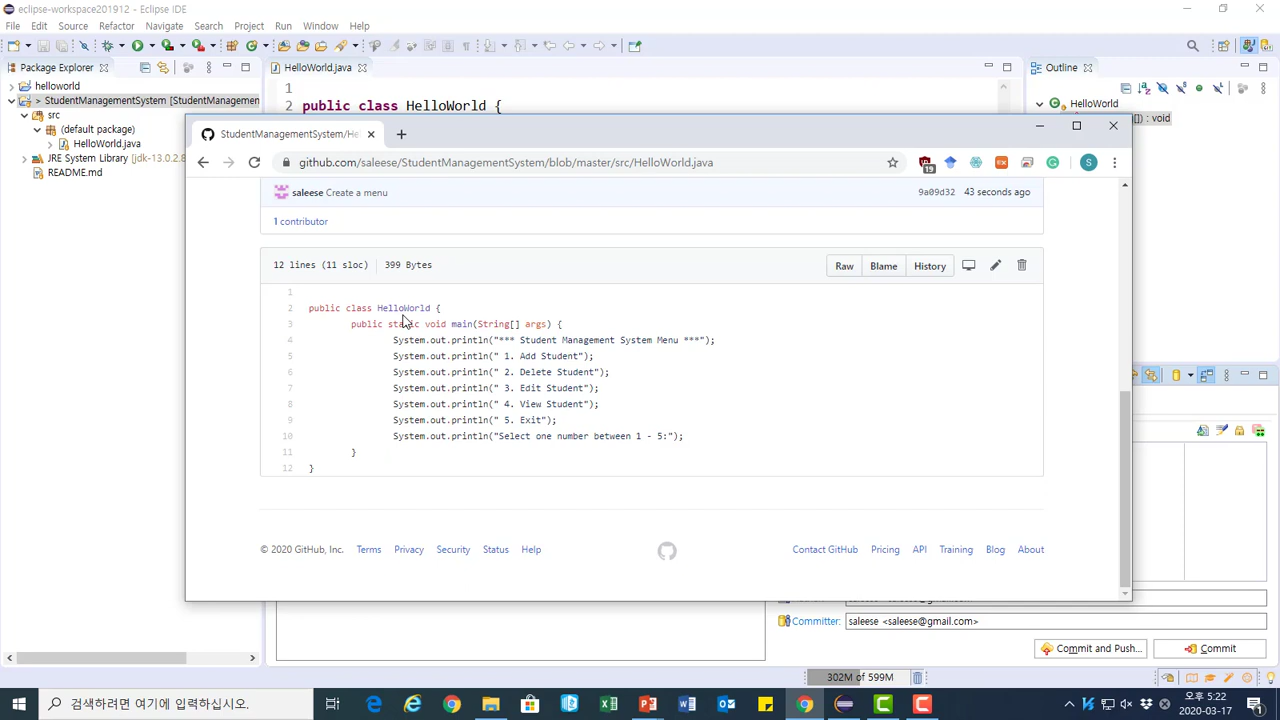 eclipse-workspace201912 - Eclipse IDE
File Edit Source Refactor Navigate Search Project Run Window Help
Package Explorer
HelloWorld.java
Outline
helloworld
1
> StudentManagementSystem [StudentManagemen
2 public class HelloWorld {
HelloWorld
]) : void
src
(default package)
HelloWorld.java
JRE System Library [jdk-13.0.2.8
README.md
StudentManagementSystem/He
github.com/saleese/StudentManagementSystem/blob/master/src/HelloWorld.java
19
S
saleese Create a menu 9a09d32 43 seconds ago
1 contributor
12 lines (11 sloc) 399 Bytes Raw Blame History
1
2 public class HelloWorld {
3 public static void main(String[] args) {
4 System.out.println("*** Student Management System Menu ***");
5 System.out.println(" 1. Add Student");
6 System.out.println(" 2. Delete Student");
7 System.out.println(" 3. Edit Student");
8 System.out.println(" 4. View Student");
9 System.out.println(" 5. Exit");
10 System.out.println("Select one number between 1 - 5:");
11 }
12 }
© 2020 GitHub, Inc. Terms Privacy Security Status Help Contact GitHub Pricing API Training Blog About
Committer: saleese <saleese@gmail.com>
Commit and Push... Commit
302M of 599M
검색하려면 여기에 입력하십시오.
오후 5:22
2020-03-17
1